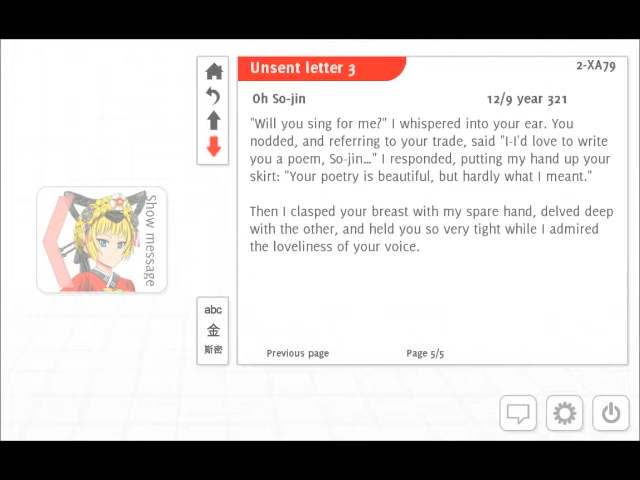 Unsent letter 3
2-XA79
Oh So-jin
12/9 year 321
"Will you sing for me?" I whispered into your ear. You
nodded, and referring to your trade, said "I-I'd love to write
you a poem, So-jin..." I responded, putting my hand up your
skirt: "Your poetry is beautiful, but hardly what I meant."
Then I clasped your breast with my spare hand, delved deep
with the other, and held you so very tight while I admired
the loveliness of your voice.
Show message
abc
金
斯密
Previous page
Page 5/5